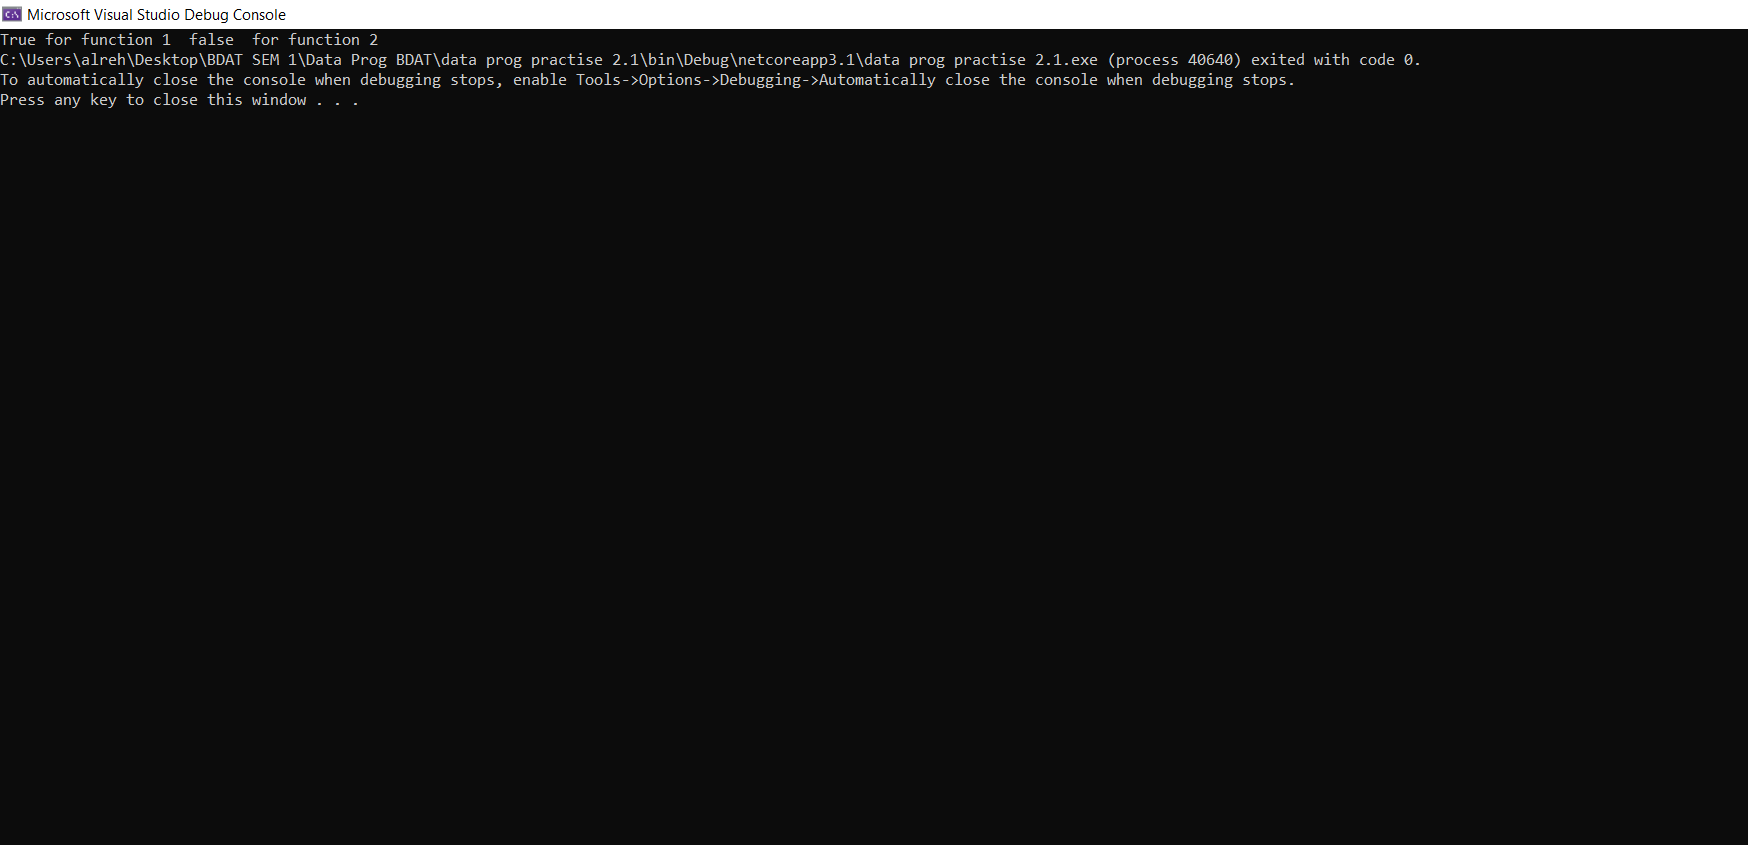 Microsoft Visual Studio Debug Console
True for function 1  false  for function 2
C:\Users\alreh\Desktop\BDAT SEM 1\Data Prog BDAT\data prog practise 2.1\bin\Debug\netcoreapp3.1\data prog practise 2.1.exe (process 40640) exited with code 0.
To automatically close the console when debugging stops, enable Tools->Options->Debugging->Automatically close the console when debugging stops.
Press any key to close this window . . .